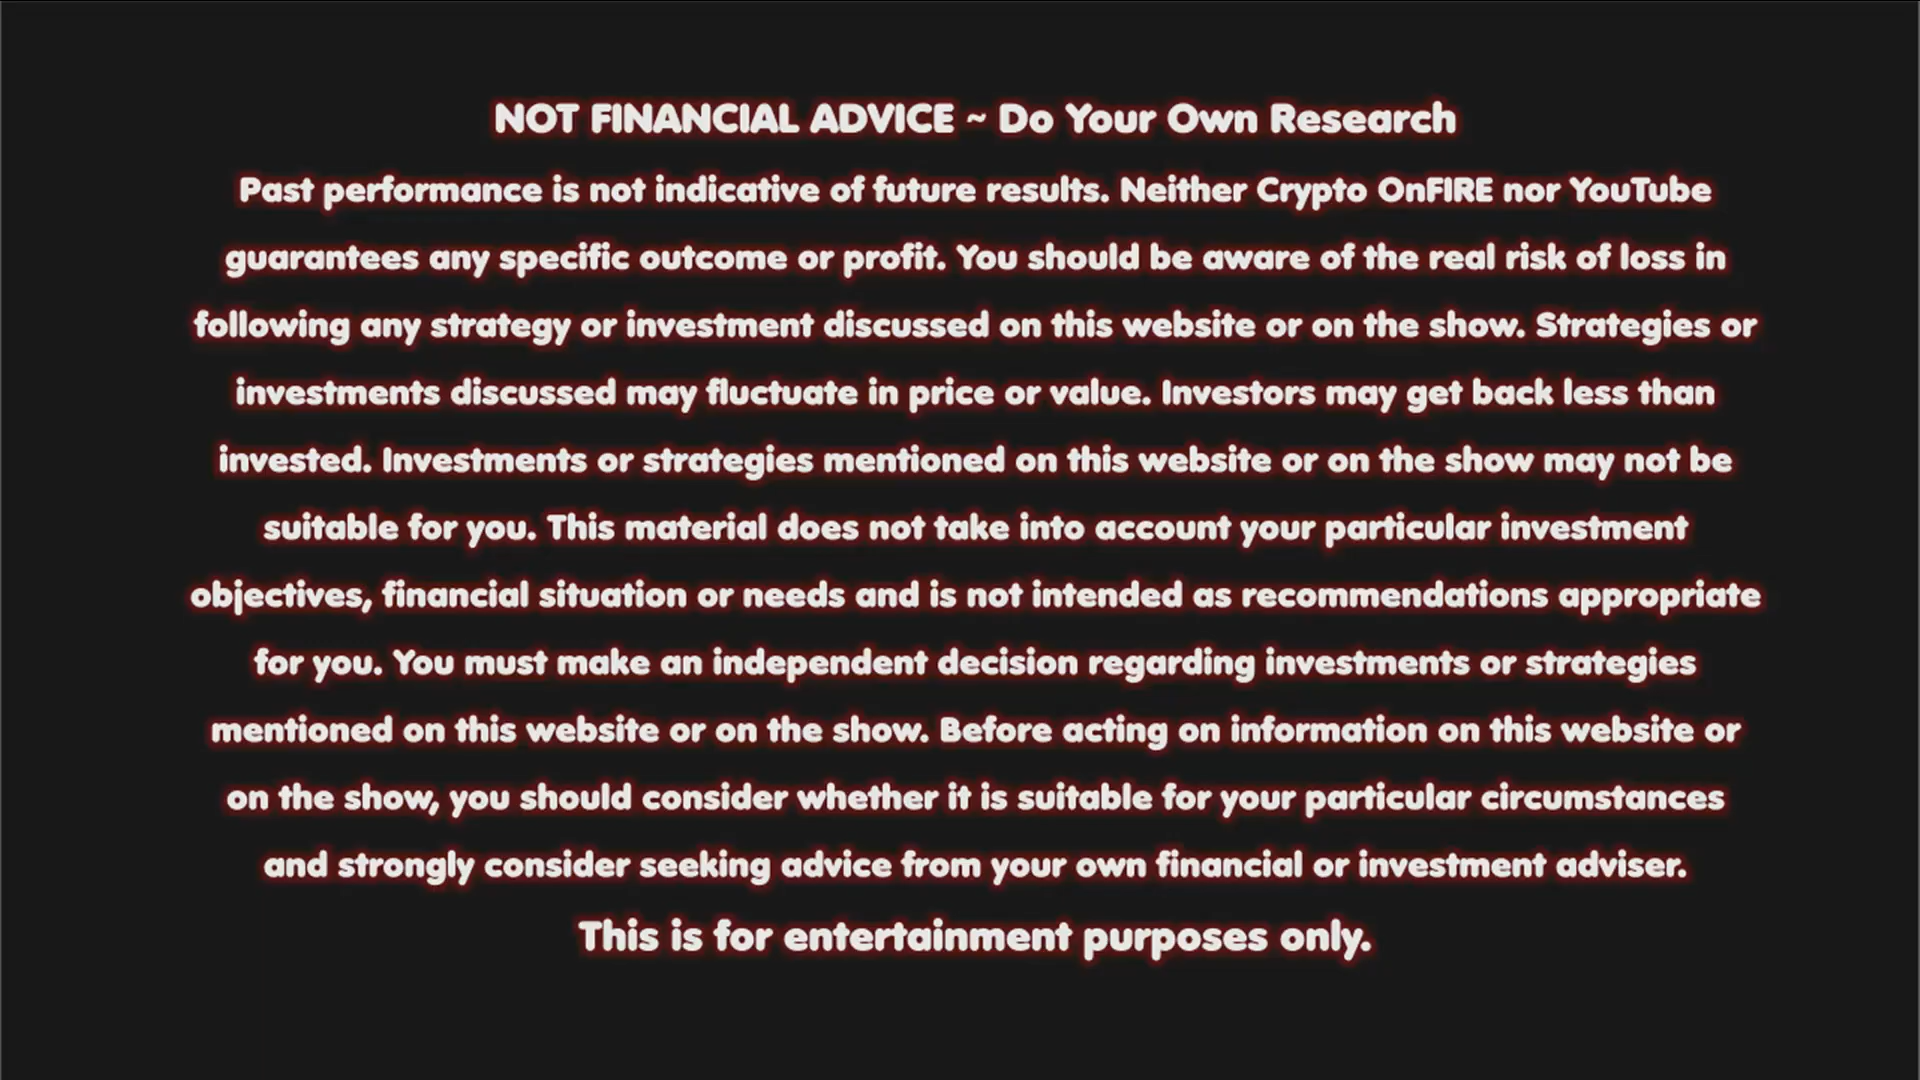 NOT FINANCIAL ADVICE ~ Do Your Own Research
Past performance is not indicative of future results. Neither Crypto OnFIRE nor YouTube
guarantees any specific outcome or profit. You should be aware of the real risk of loss in
following any strategy or investment discussed on this website or on the show. Strategies or
investments discussed may fluctuate in price or value. Investors may get back less than
invested. Investments or strategies mentioned on this website or on the show may not be
suitable for you. This material does not take into account your particular investment
objectives, financial situation or needs and is not intended as recommendations appropriate
for you. You must make an independent decision regarding investments or strategies
mentioned on this website or on the show. Before acting on information on this website or
on the show, you should consider whether it is suitable for your particular circumstances
and strongly consider seeking advice from your own financial or investment adviser.
This is for entertainment purposes only.